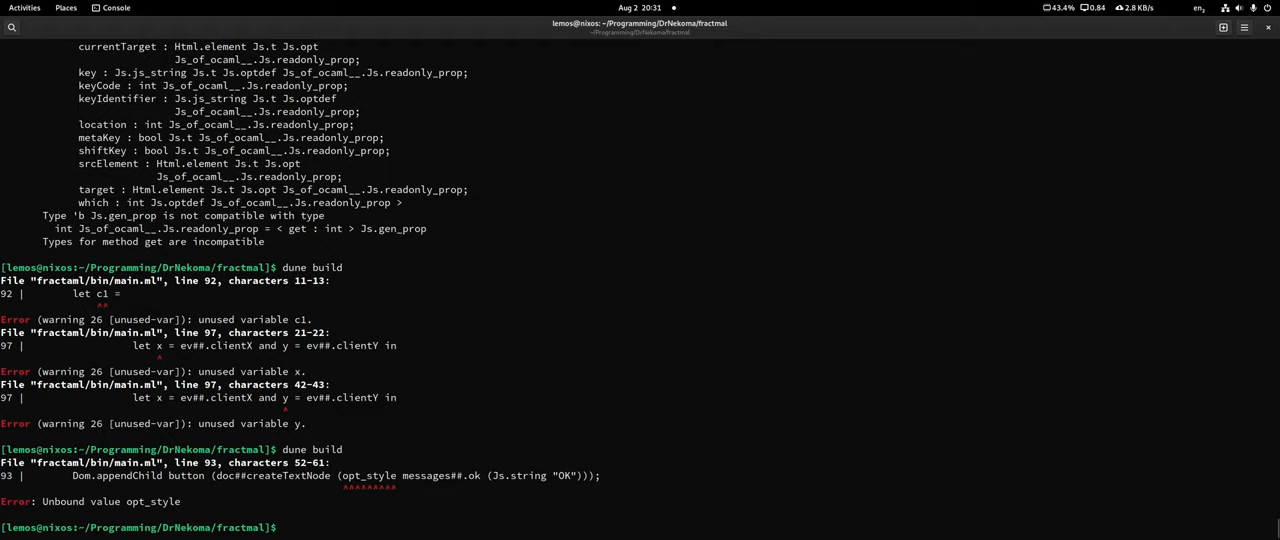 Activities Places Console Aug 2 20:31 43.4% 0.84 2.8 KB/s en₂
lemos@nixos: ~/Programming/DrNekoma/fractmal
~/Programming/DrNekoma/fractmal
currentTarget : Html.element Js.t Js.opt
Js_of_ocaml__.Js.readonly_prop;
key : Js.js_string Js.t Js.optdef Js_of_ocaml__.Js.readonly_prop;
keyCode : int Js_of_ocaml__.Js.readonly_prop;
keyIdentifier : Js.js_string Js.t Js.optdef
Js_of_ocaml__.Js.readonly_prop;
location : int Js_of_ocaml__.Js.readonly_prop;
metaKey : bool Js.t Js_of_ocaml__.Js.readonly_prop;
shiftKey : bool Js.t Js_of_ocaml__.Js.readonly_prop;
srcElement : Html.element Js.t Js.opt
Js_of_ocaml__.Js.readonly_prop;
target : Html.element Js.t Js.opt Js_of_ocaml__.Js.readonly_prop;
which : int Js.optdef Js_of_ocaml__.Js.readonly_prop >
Type 'b Js.gen_prop is not compatible with type
int Js_of_ocaml__.Js.readonly_prop = < get : int > Js.gen_prop
Types for method get are incompatible
[lemos@nixos:~/Programming/DrNekoma/fractmal]$ dune build
File "fractaml/bin/main.ml", line 92, characters 11-13:
92 | let c1 =
^^
Error (warning 26 [unused-var]): unused variable c1.
File "fractaml/bin/main.ml", line 97, characters 21-22:
97 | let x = ev##.clientX and y = ev##.clientY in
^
Error (warning 26 [unused-var]): unused variable x.
File "fractaml/bin/main.ml", line 97, characters 42-43:
97 | let x = ev##.clientX and y = ev##.clientY in
^
Error (warning 26 [unused-var]): unused variable y.
[lemos@nixos:~/Programming/DrNekoma/fractmal]$ dune build
File "fractaml/bin/main.ml", line 93, characters 52-61:
93 | Dom.appendChild button (doc##createTextNode (opt_style messages##.ok (Js.string "OK")));
^^^^^^^^^
Error: Unbound value opt_style
[lemos@nixos:~/Programming/DrNekoma/fractmal]$